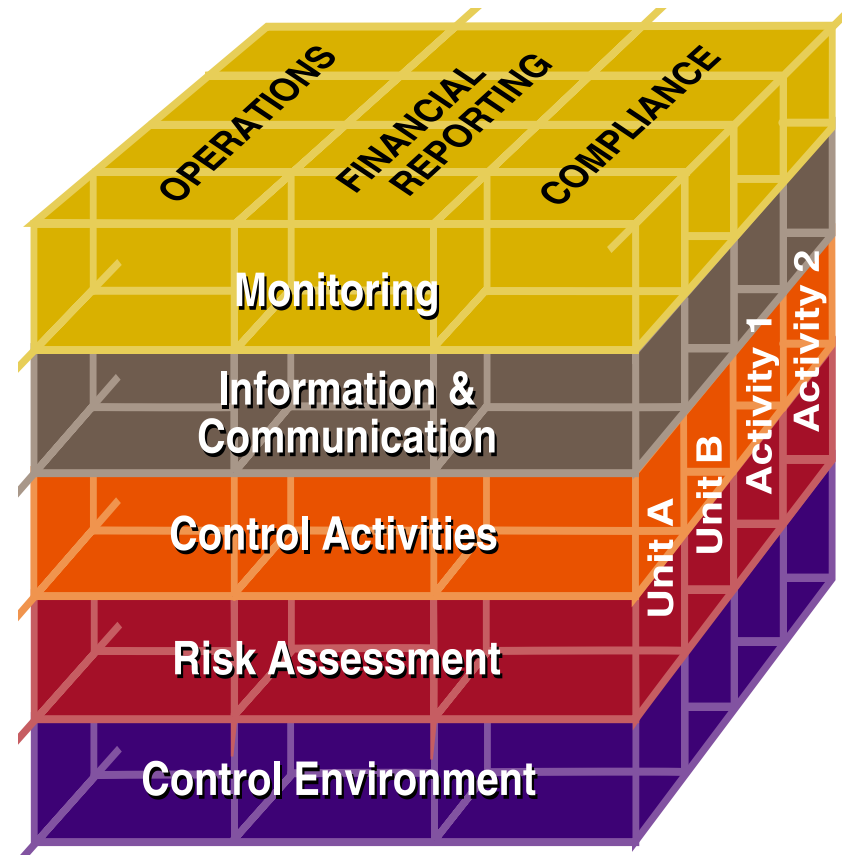 OPERATIONS
FINANCIAL
REPORTING
COMPLIANCE
Monitoring
Information &
Communication
Control Activities
Risk Assessment
Control Environment
Unit A
Unit B
Activity 1
Activity 2